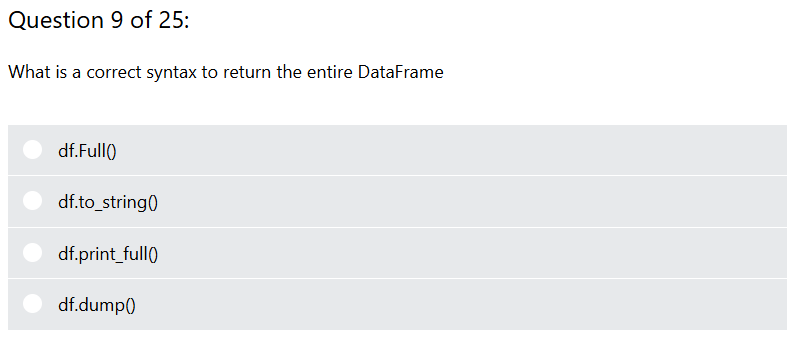 Question 9 of 25:
What is a correct syntax to return the entire DataFrame
df.Full()
df.to_string()
df.print_full()
df.dump()